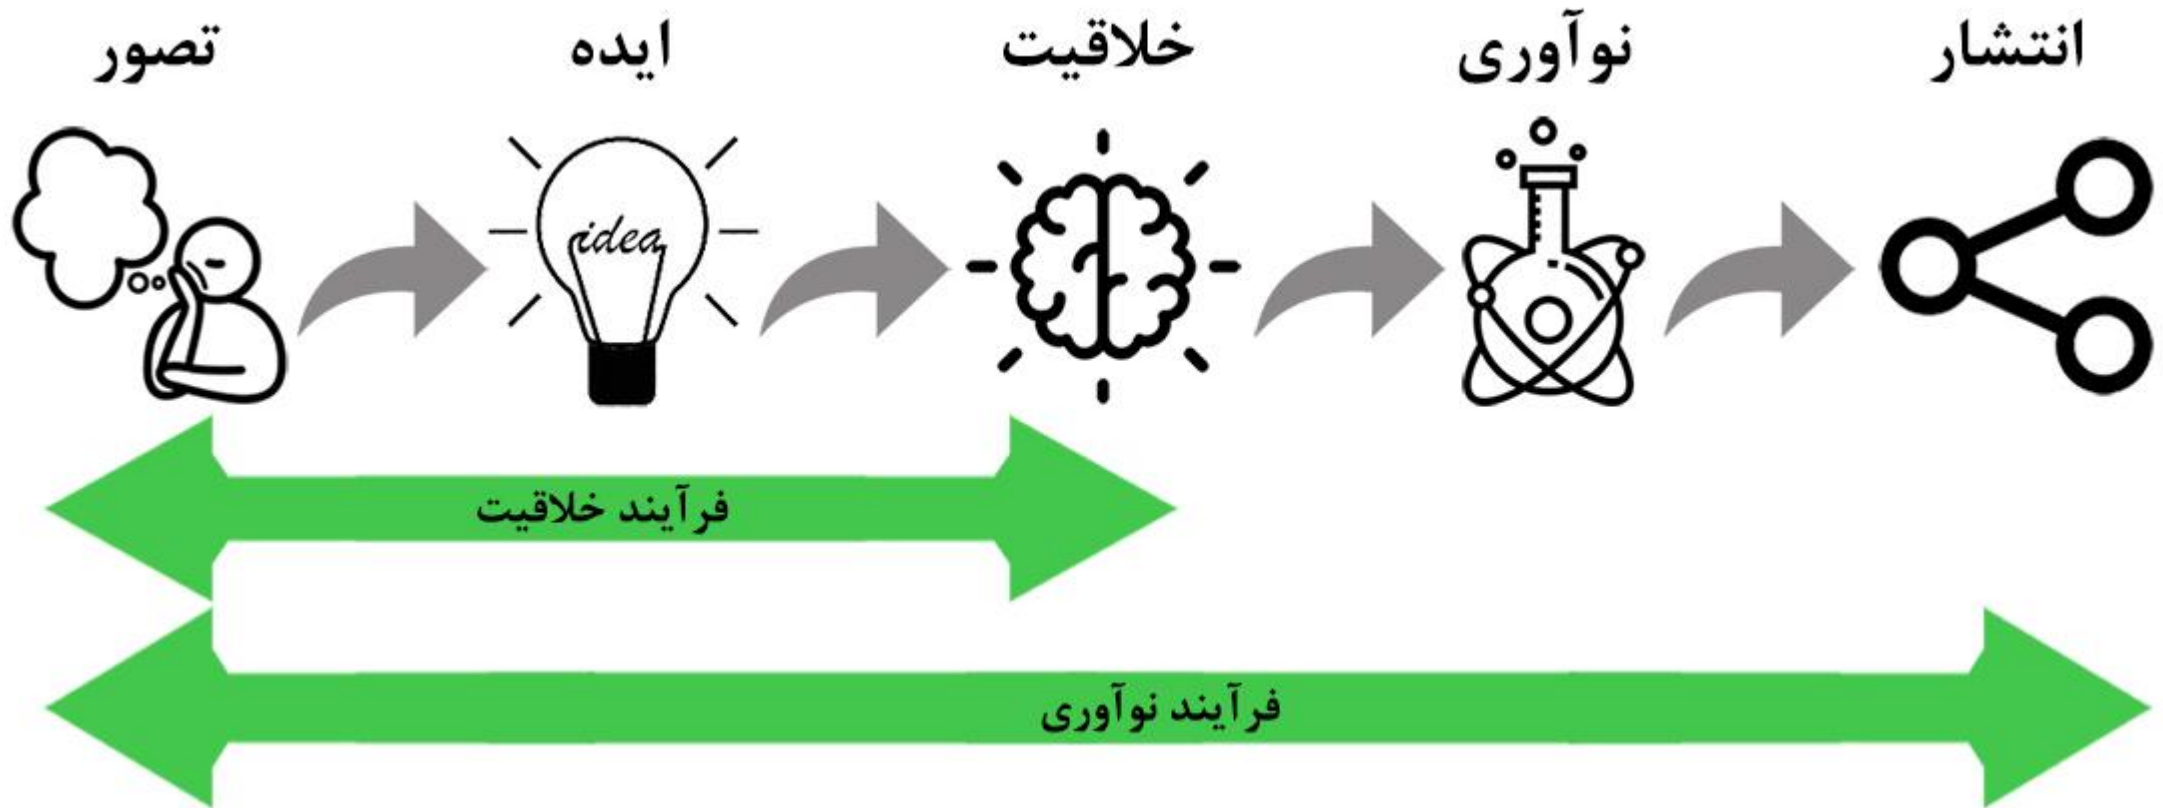 تصور
ایده
خلاقیت
نوآوری
انتشار
idea
فرآیند خلاقیت
فرآیند نوآوری